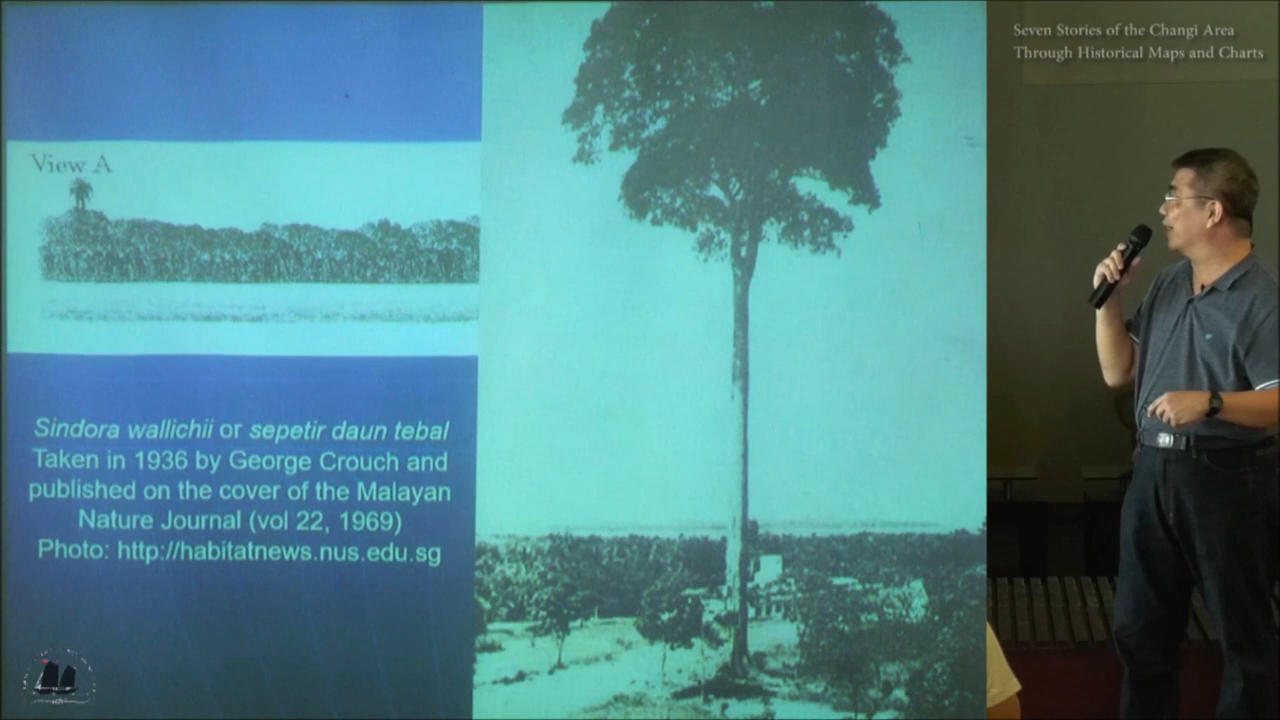 Seven Stories of the Changi Area
Through Historical Maps and Charts
View A
Sindora wallichii or sepetir daun tebal
Taken in 1936 by George Crouch and
published on the cover of the Malayan
Nature Journal (vol 22, 1969)
Photo: http://habitatnews.nus.edu.sg